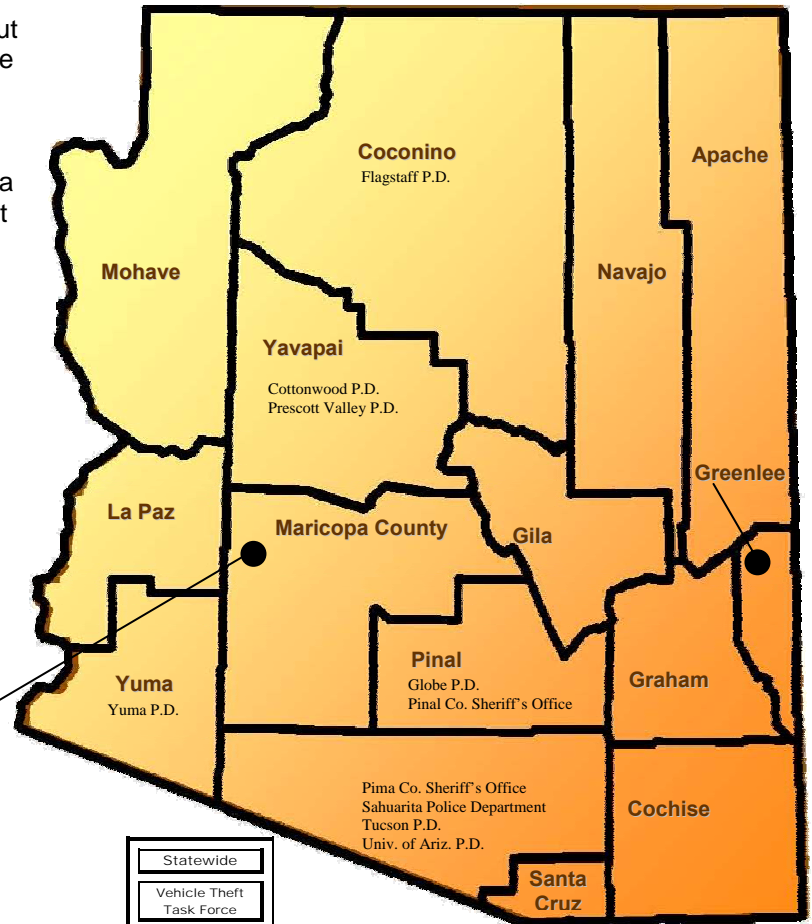 ut
e
a
t
Coconino
Flagstaff P.D.
Apache
Mohave
Navajo
Yavapai
Cottonwood P.D.
Prescott Valley P.D.
Greenlee
La Paz
Maricopa County
Gila
Pinal
Globe P.D.
Pinal Co. Sheriff's Office
Graham
Yuma
Yuma P.D.
Pima Co. Sheriff's Office
Sahuarita Police Department
Tucson P.D.
Univ. of Ariz. P.D.
Cochise
Santa
Cruz
Statewide
Vehicle Theft
Task Force